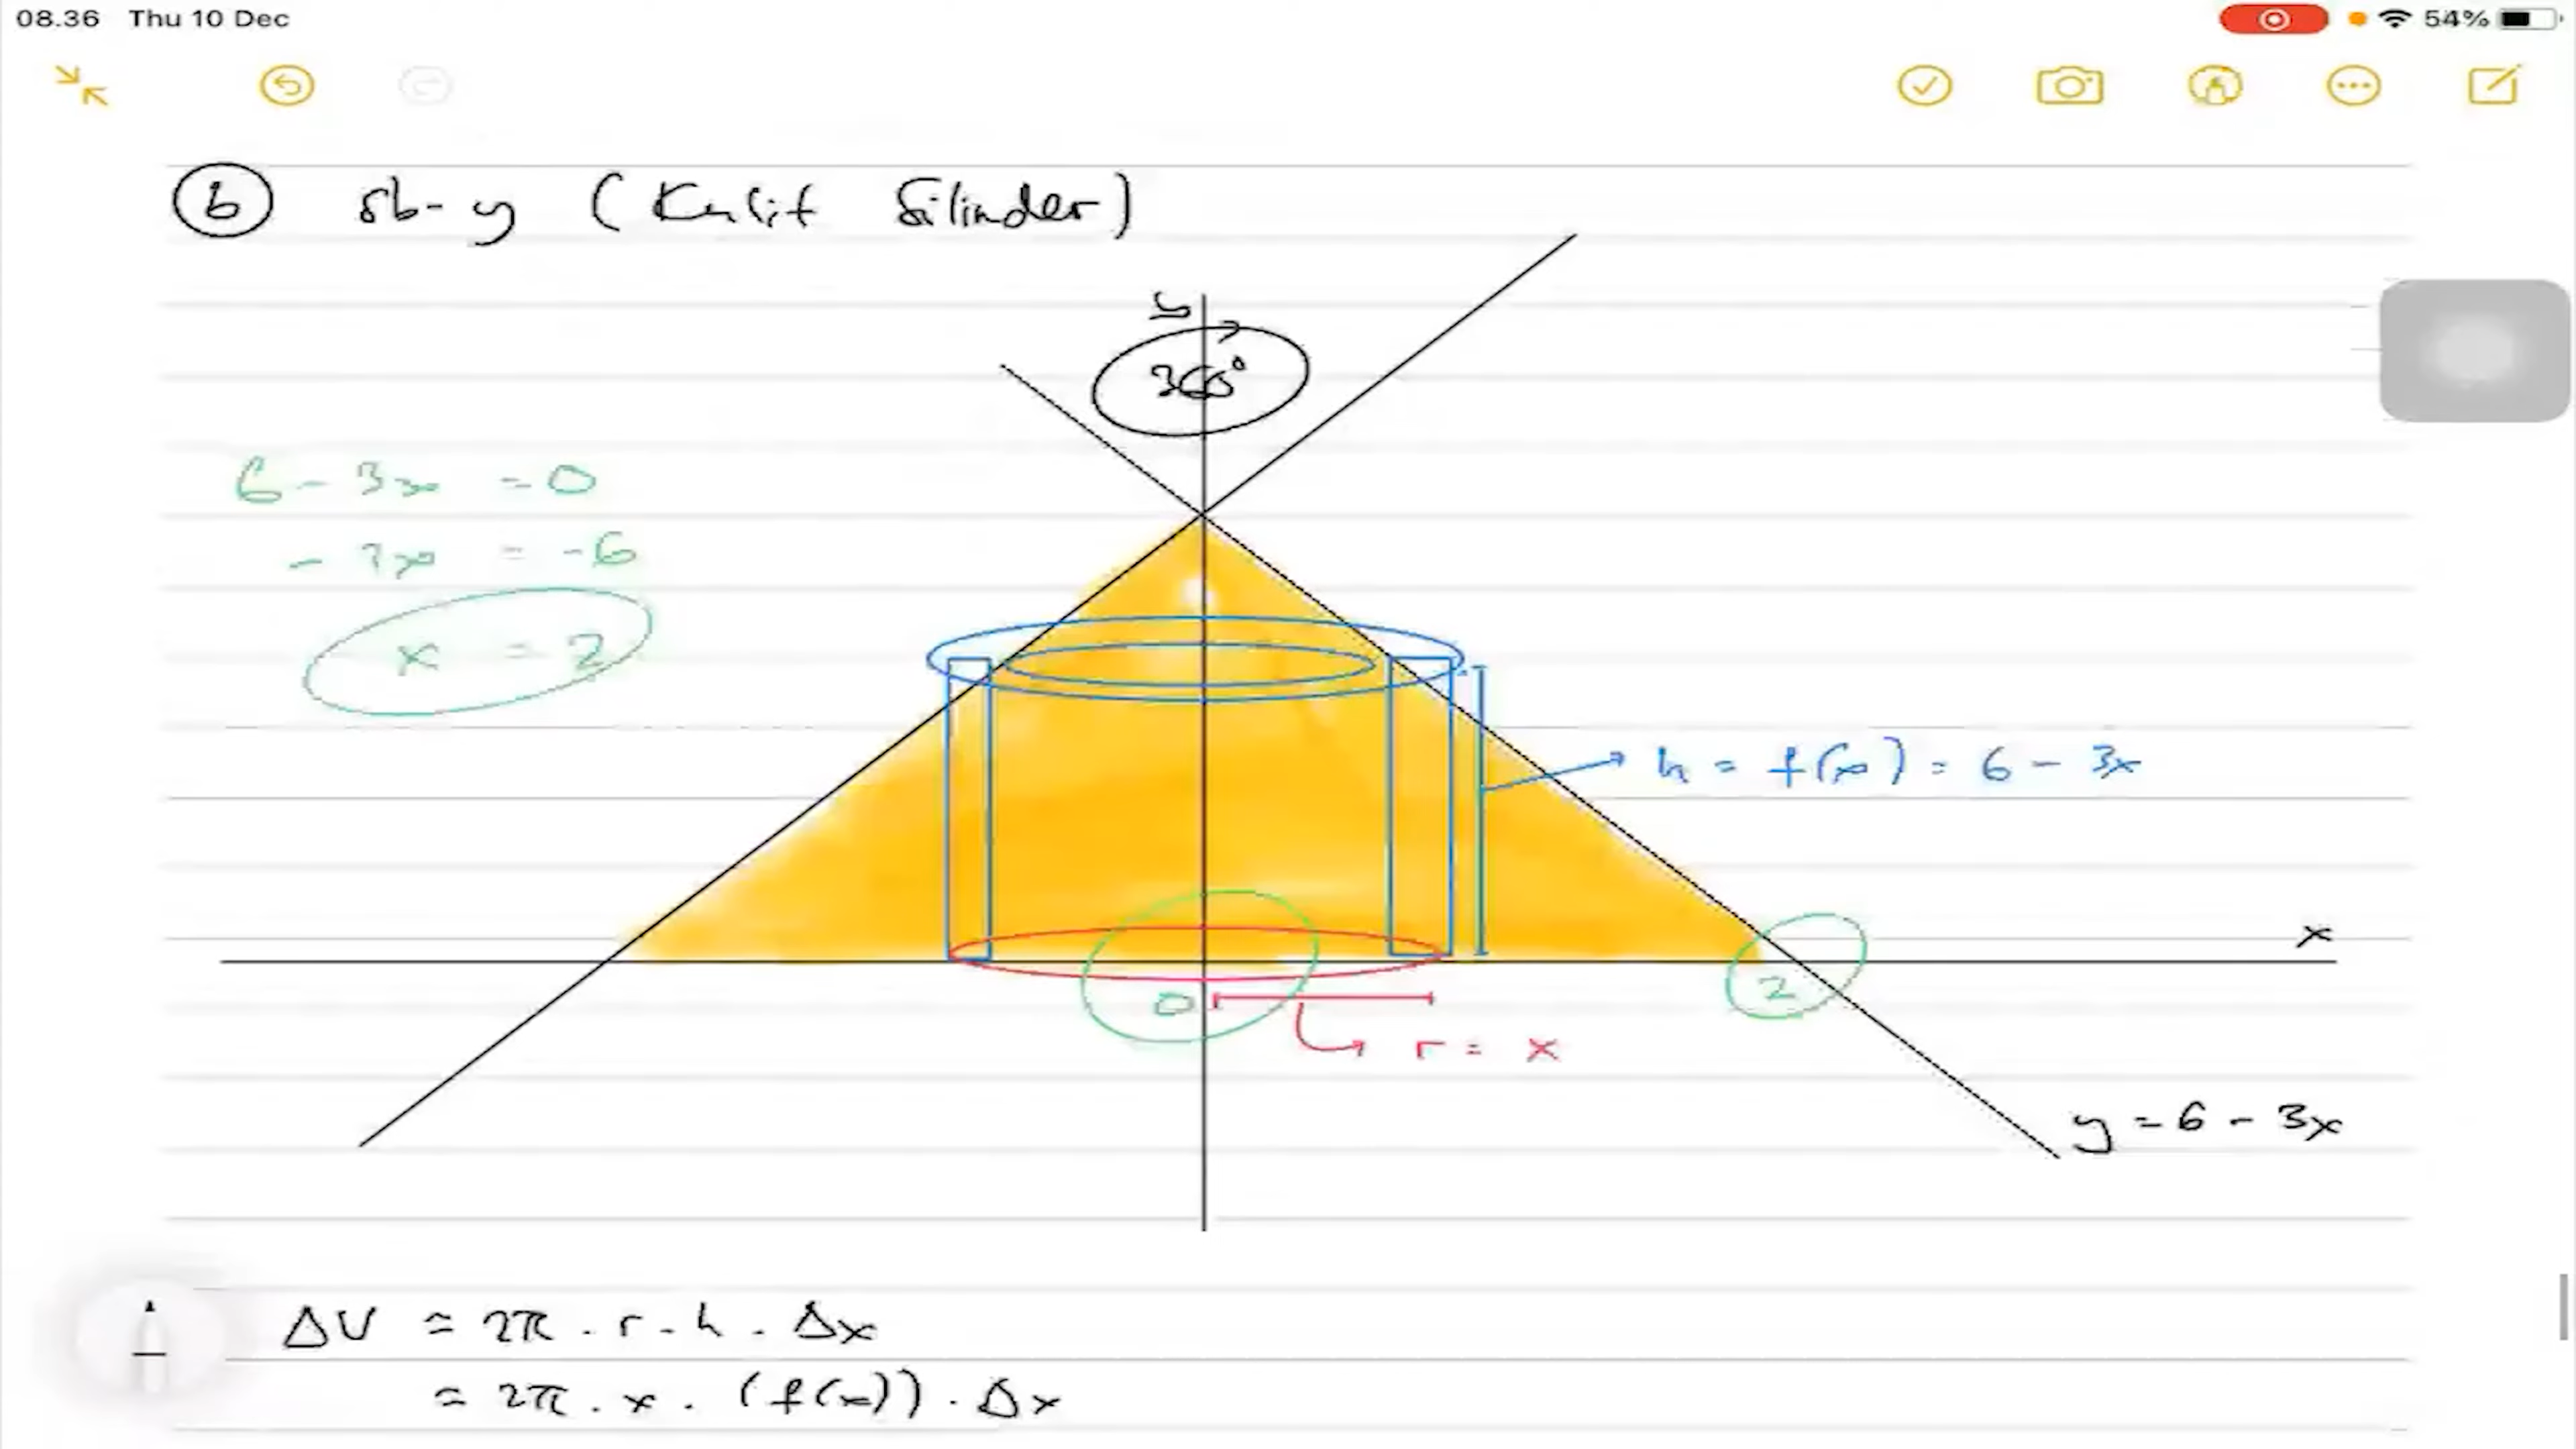 08.36 Thu 10 Dec
54%
b sb-y (Kulit Silinder)
y
360°
6 - 3x = 0
- 3x = -6
x = 2
h = f(x) = 6 - 3x
x
0
2
r = x
y = 6 - 3x
ΔV ≈ 2π . r . h . Δx
≈ 2π . x . (f(x)) . Δx